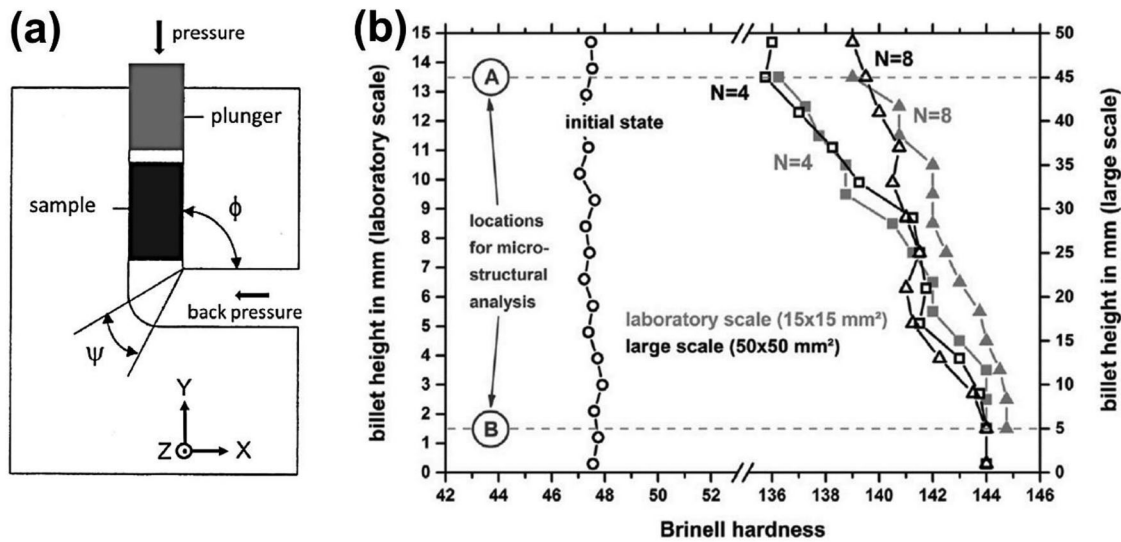 (a)
pressure
plunger
sample
ϕ
back pressure
ψ
Y
Z
X
(b)
billet height in mm (laboratory scale)
15
14
13
12
11
10
9
8
7
6
5
4
3
2
1
0
A
locations
for micro-
structural
analysis
B
initial state
N=4
N=8
N=4
N=8
laboratory scale (15x15 mm²)
large scale (50x50 mm²)
50
45
40
35
30
25
20
15
10
5
0
billet height in mm (large scale)
42 44 46 48 50 52 136 138 140 142 144 146
Brinell hardness